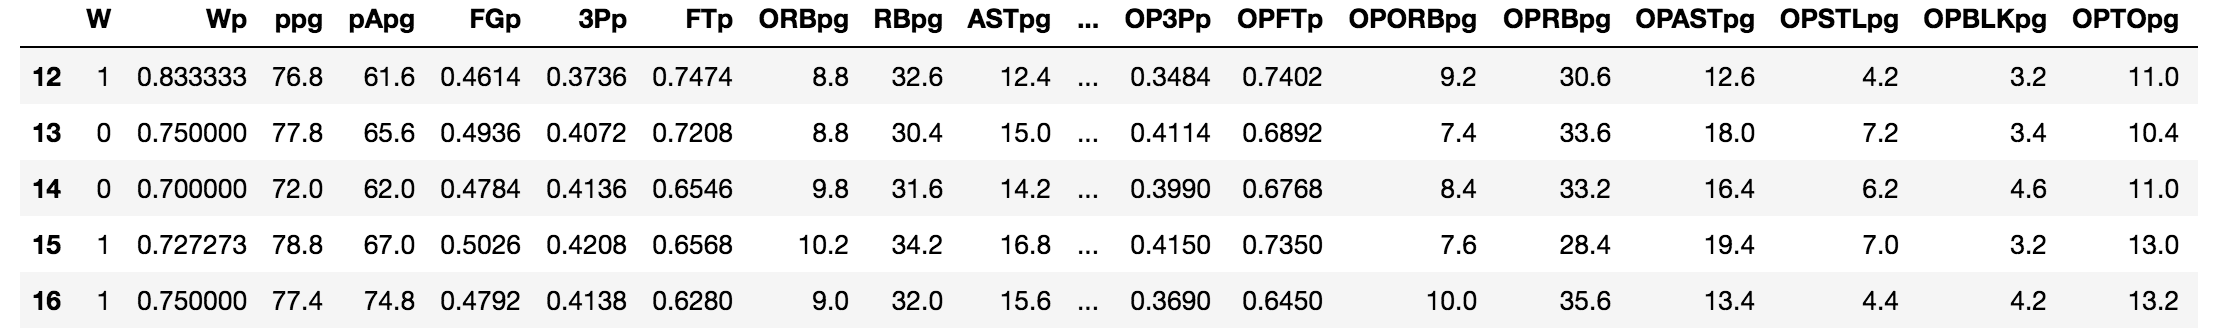 W Wp ppg pApg FGp 3Pp FTp ORBpg RBpg ASTpg ... OP3Pp OPFTp OPORBpg OPRBpg OPASTpg OPSTLpg OPBLKpg OPTOpg
12 1 0.833333 76.8 61.6 0.4614 0.3736 0.7474 8.8 32.6 12.4 ... 0.3484 0.7402 9.2 30.6 12.6 4.2 3.2 11.0
13 0 0.750000 77.8 65.6 0.4936 0.4072 0.7208 8.8 30.4 15.0 ... 0.4114 0.6892 7.4 33.6 18.0 7.2 3.4 10.4
14 0 0.700000 72.0 62.0 0.4784 0.4136 0.6546 9.8 31.6 14.2 ... 0.3990 0.6768 8.4 33.2 16.4 6.2 4.6 11.0
15 1 0.727273 78.8 67.0 0.5026 0.4208 0.6568 10.2 34.2 16.8 ... 0.4150 0.7350 7.6 28.4 19.4 7.0 3.2 13.0
16 1 0.750000 77.4 74.8 0.4792 0.4138 0.6280 9.0 32.0 15.6 ... 0.3690 0.6450 10.0 35.6 13.4 4.4 4.2 13.2